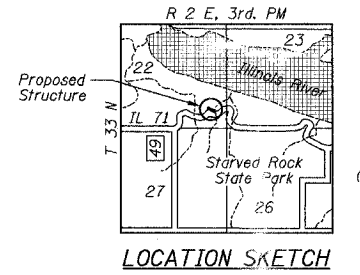 R 2 E, 3rd. PM
23
22
Illinois River
Proposed
Structure
T 33 N
IL 71
49
Starved Rock
State Park
27
26
LOCATION SKETCH